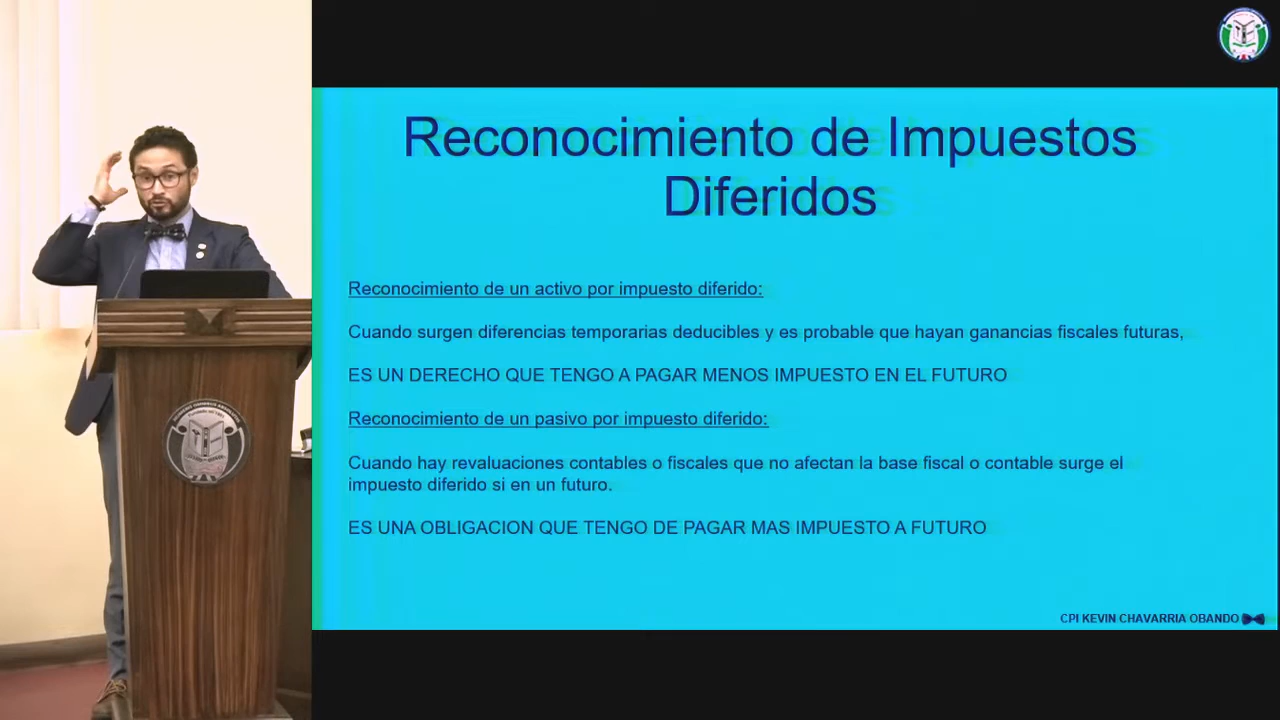 Reconocimiento de Impuestos
Diferidos
Reconocimiento de un activo por impuesto diferido:
Cuando surgen diferencias temporarias deducibles y es probable que hayan ganancias fiscales futuras,
ES UN DERECHO QUE TENGO A PAGAR MENOS IMPUESTO EN EL FUTURO
Reconocimiento de un pasivo por impuesto diferido:
Cuando hay revaluaciones contables o fiscales que no afectan la base fiscal o contable surge el
impuesto diferido si en un futuro.
ES UNA OBLIGACION QUE TENGO DE PAGAR MAS IMPUESTO A FUTURO
CPI KEVIN CHAVARRIA OBANDO